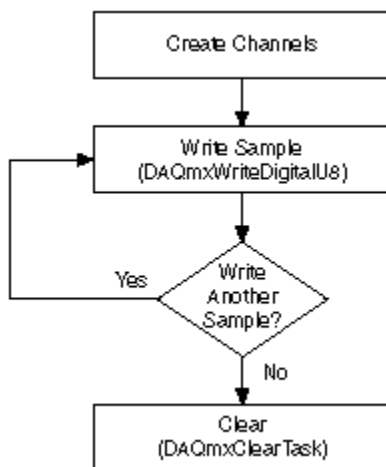 Create Channels
Write Sample
(DAQmxWriteDigitalU8)
Yes
Write
Another
Sample?
No
Clear
(DAQmxClearTask)